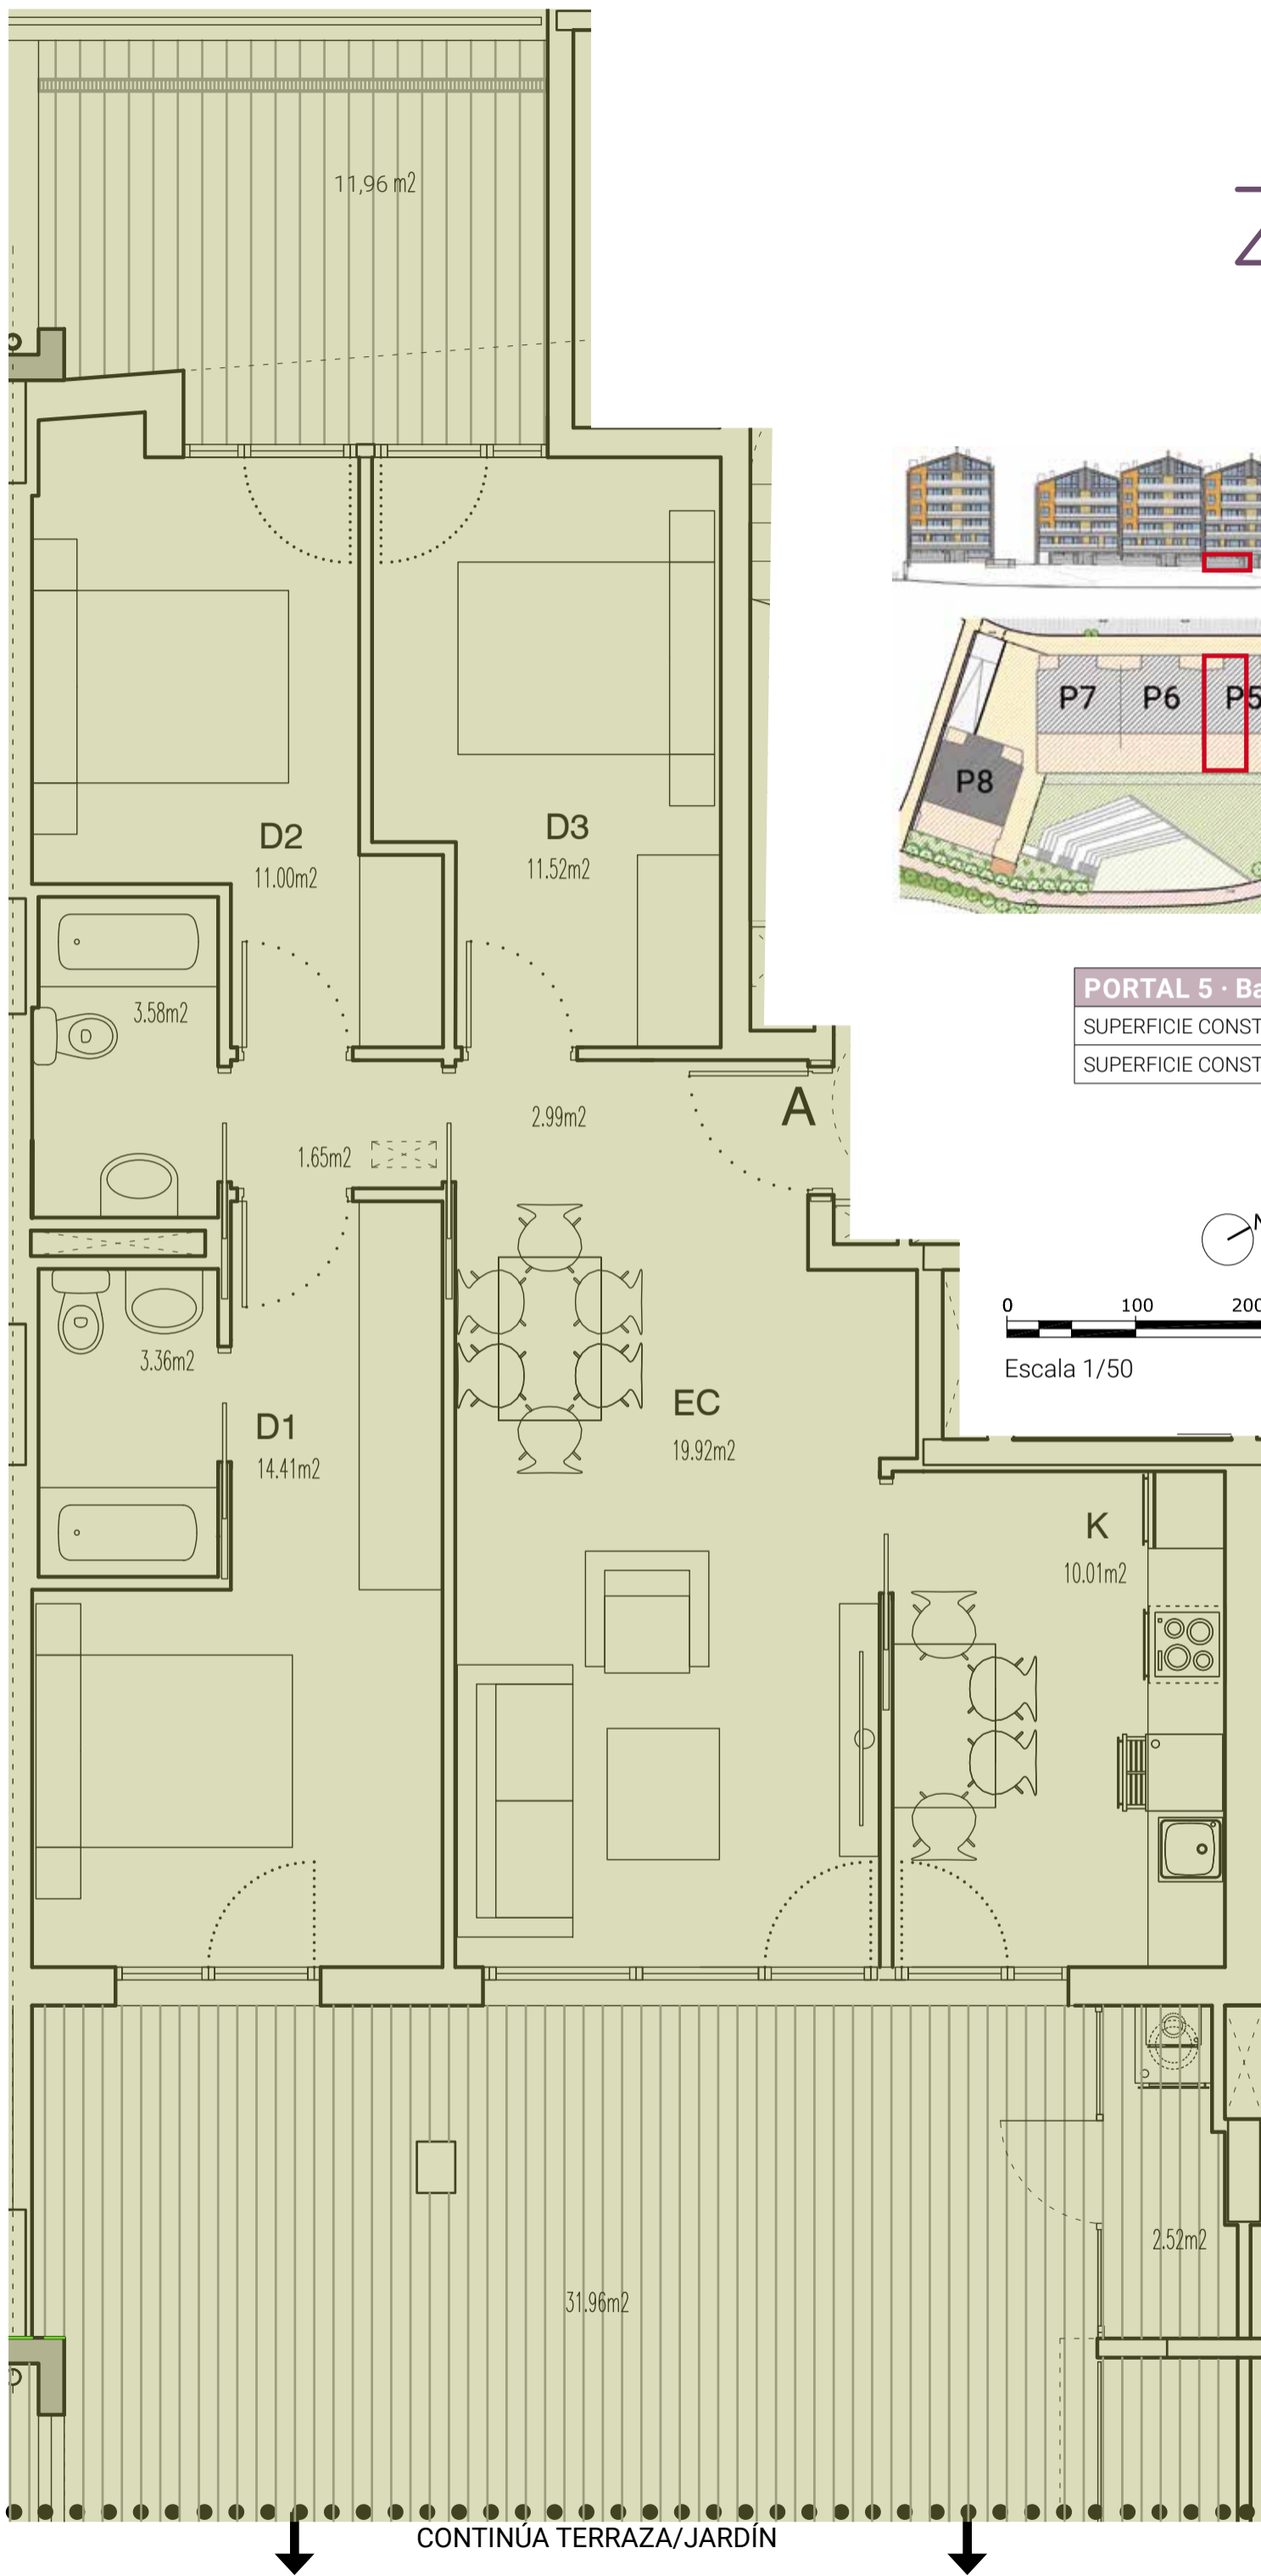 11,96 m2
P7
P6
P5
P8
D2
11.00m2
D3
11.52m2
PORTAL 5 · Ba
SUPERFICIE CONST
SUPERFICIE CONST
3.58m2
A
2.99m2
1.65m2
N
0 100 200
Escala 1/50
3.36m2
D1
14.41m2
EC
19.92m2
K
10.01m2
2.52m2
31.96m2
CONTINÚA TERRAZA/JARDÍN